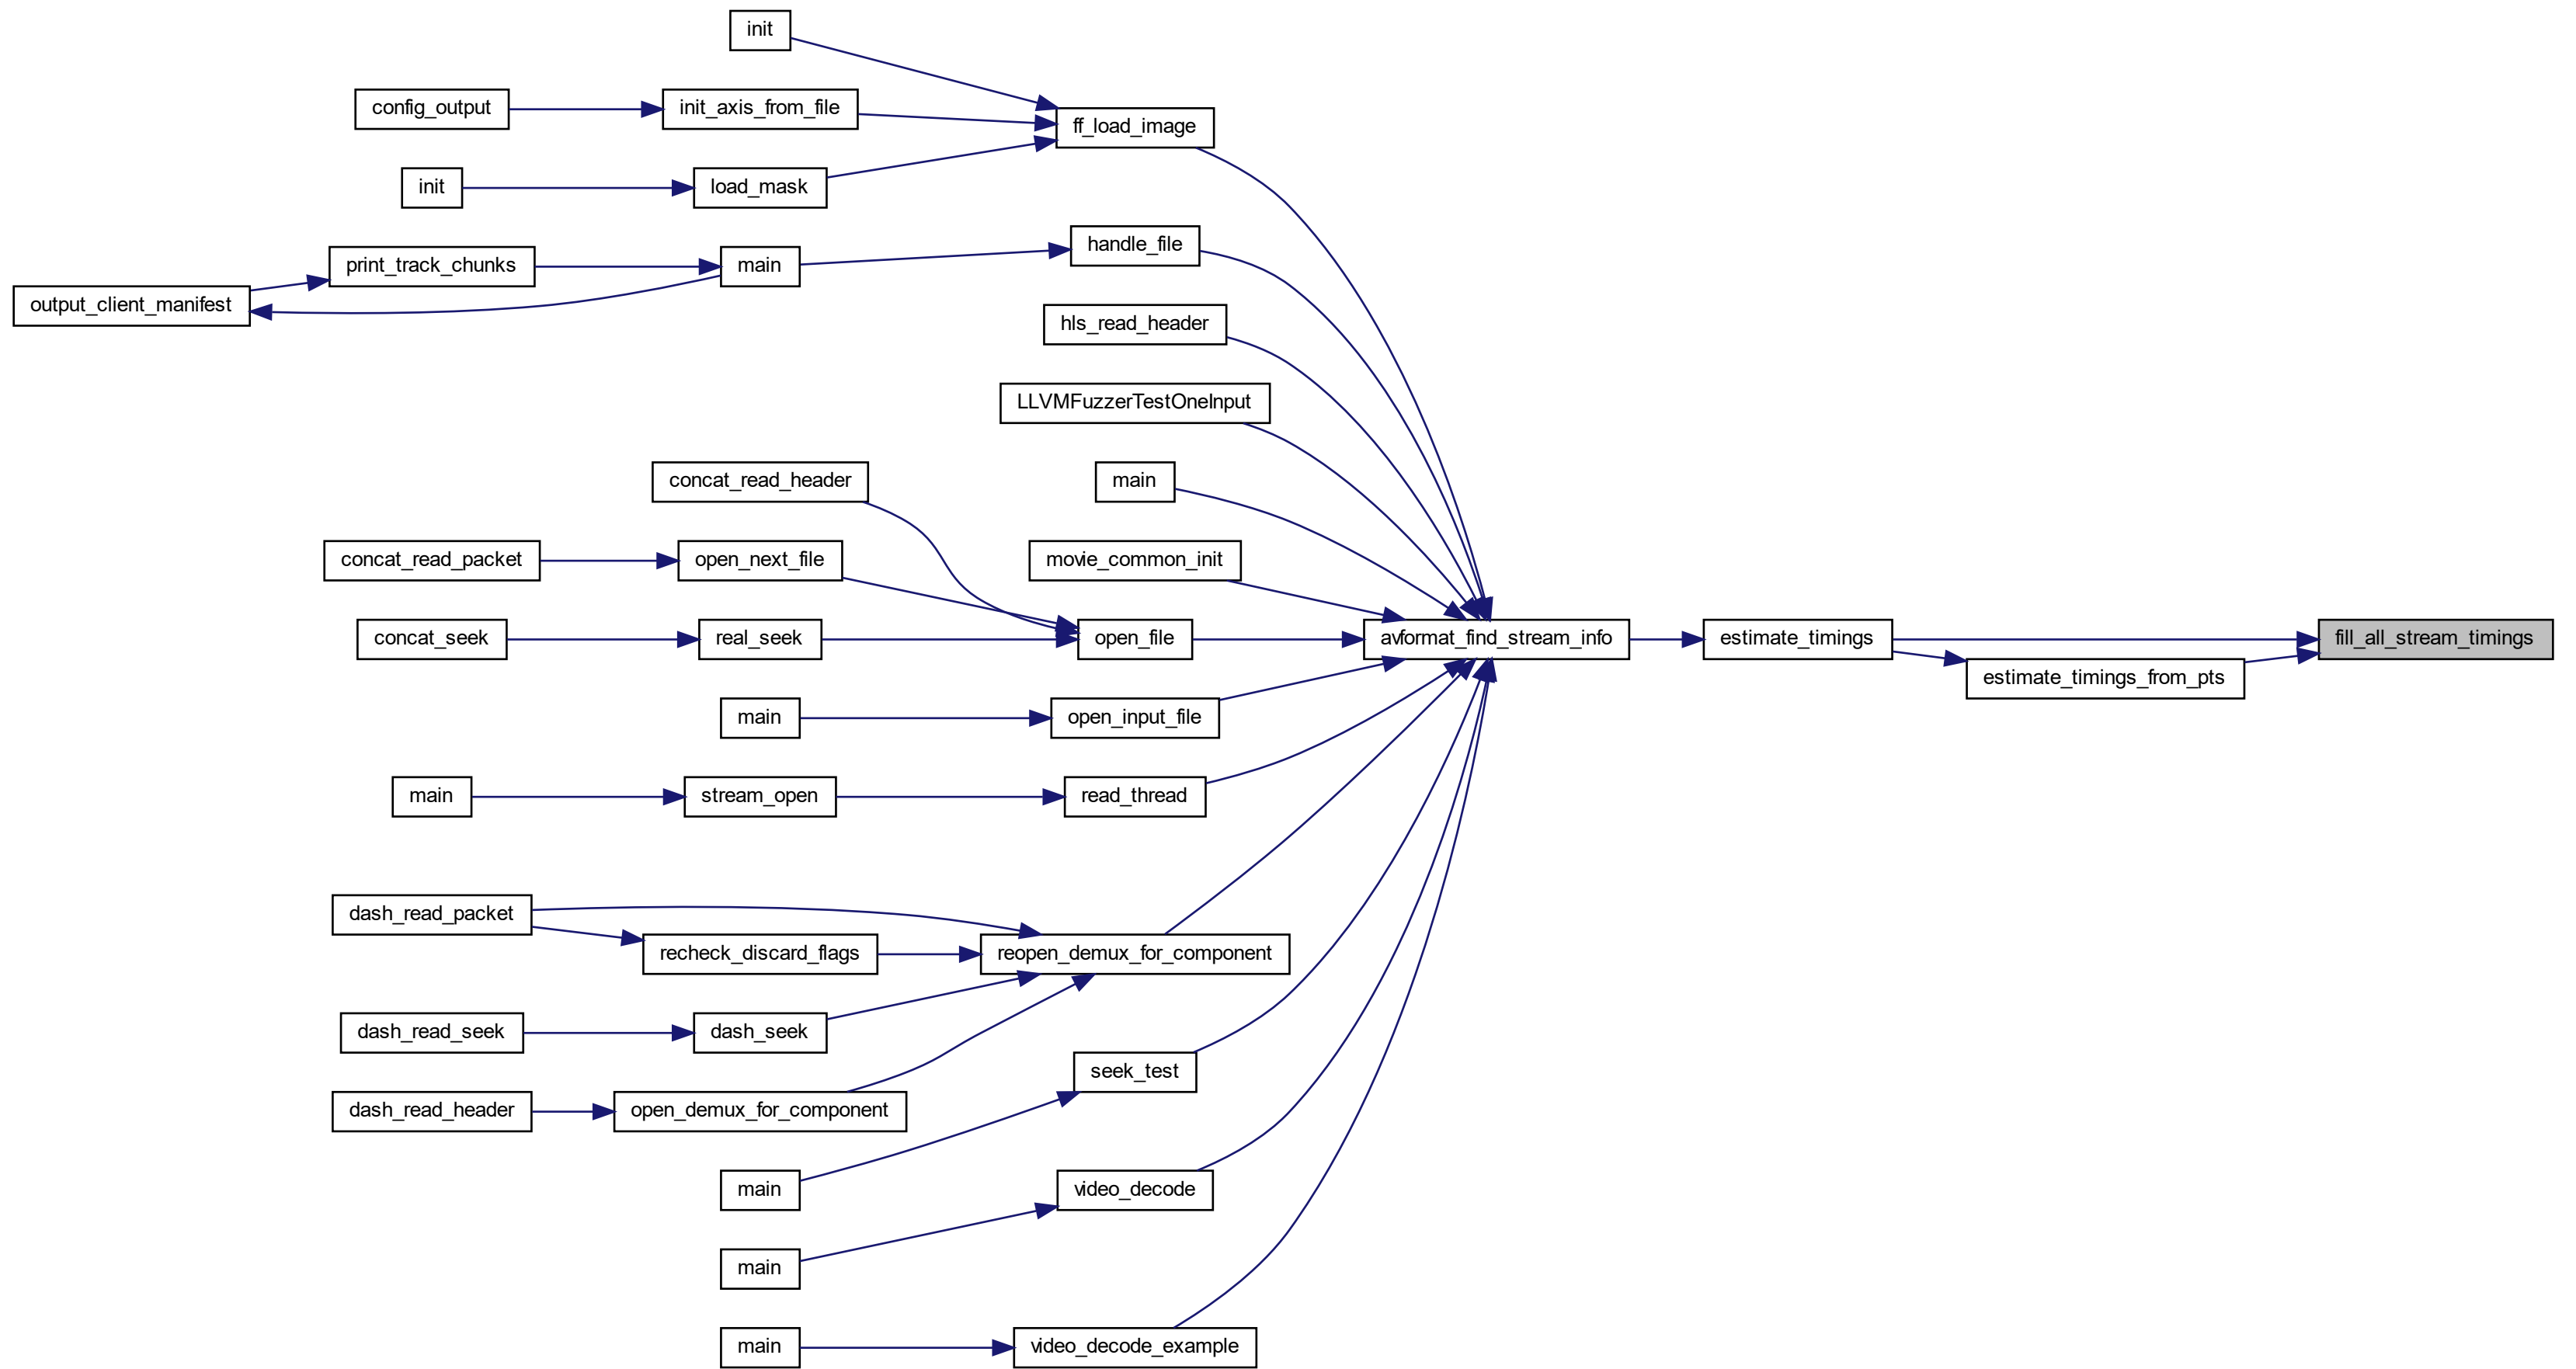 init
config_output
init_axis_from_file
ff_load_image
init
load_mask
handle_file
print_track_chunks
main
output_client_manifest
hls_read_header
LLVMFuzzerTestOneInput
concat_read_header
main
concat_read_packet
open_next_file
movie_common_init
concat_seek
real_seek
open_file
avformat_find_stream_info
estimate_timings
fill_all_stream_timings
estimate_timings_from_pts
main
open_input_file
main
stream_open
read_thread
dash_read_packet
recheck_discard_flags
reopen_demux_for_component
dash_read_seek
dash_seek
seek_test
dash_read_header
open_demux_for_component
main
video_decode
main
main
video_decode_example